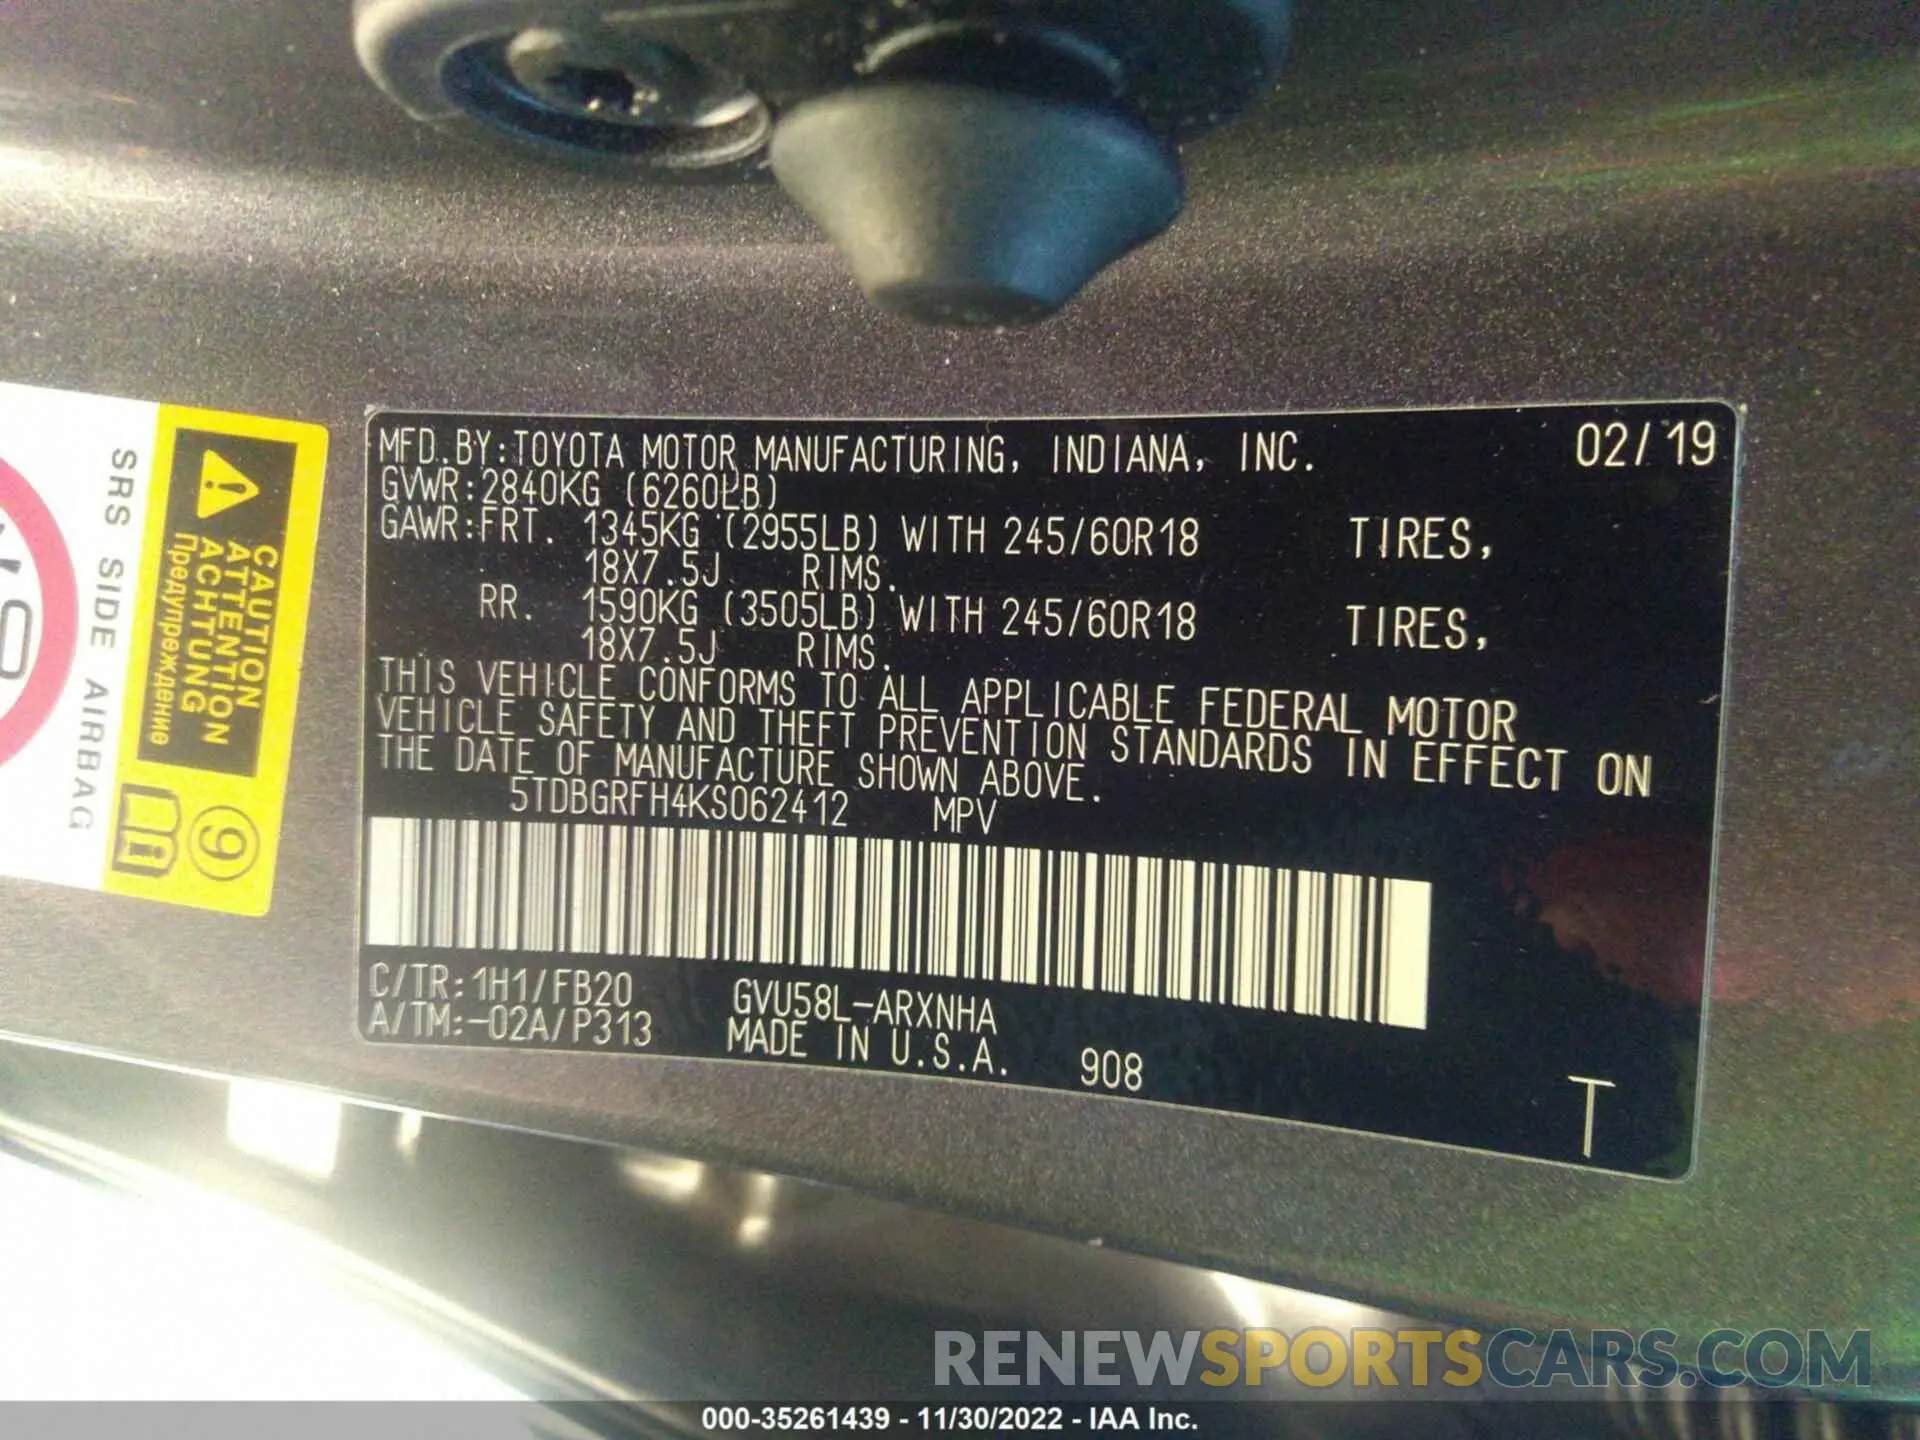 MFD.BY:TOYOTA MOTOR MANUFACTURING, INDIANA, INC. 02/19
GVWR:2840KG (6260LB)
GAWR:FRT. 1345KG (2955LB) WITH 245/60R18 TIRES,
18X7.5J RIMS.
RR. 1590KG (3505LB) WITH 245/60R18 TIRES,
18X7.5J RIMS.
THIS VEHICLE CONFORMS TO ALL APPLICABLE FEDERAL MOTOR
VEHICLE SAFETY AND THEFT PREVENTION STANDARDS IN EFFECT ON
THE DATE OF MANUFACTURE SHOWN ABOVE.
5TDBGRFH4KS062412 MPV
C/TR:1H1/FB20 GVU58L-ARXNHA
A/TM:-02A/P313 MADE IN U.S.A. 908
T
CAUTION
ATTENTION
ACHTUNG
Предупреждение
9
SRS SIDE AIRBAG
RENEWSPORTSCARS.COM
000-35261439 - 11/30/2022 - IAA Inc.